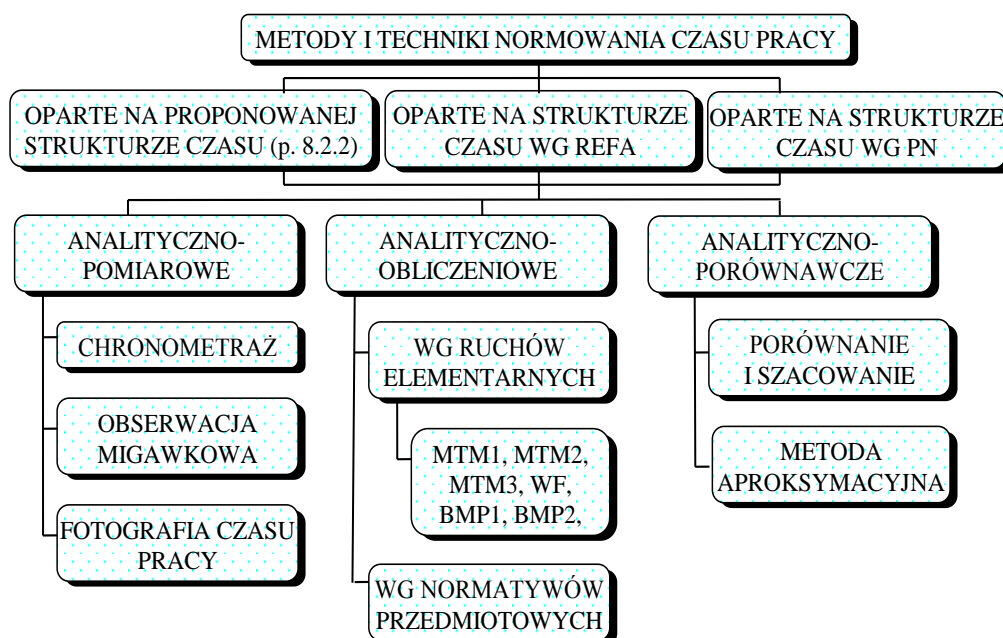 METODY I TECHNIKI NORMOWANIA CZASU PRACY
OPARTE NA PROPONOWANEJ
STRUKTURZE CZASU (p. 8.2.2)
OPARTE NA STRUKTURZE
CZASU WG REFA
OPARTE NA STRUKTURZE
CZASU WG PN
ANALITYCZNO-
POMIAROWE
CHRONOMETRAŻ
OBSERWACJA
MIGAWKOWA
FOTOGRAFIA CZASU
PRACY
ANALITYCZNO-
OBLICZENIOWE
WG RUCHÓW
ELEMENTARNYCH
MTM1, MTM2,
MTM3, WF,
BMP1, BMP2,
WG NORMATYWÓW
PRZEDMIOTOWYCH
ANALITYCZNO-
PORÓWNAWCZE
PORÓWNANIE
I SZACOWANIE
METODA
APROKSYMACYJNA